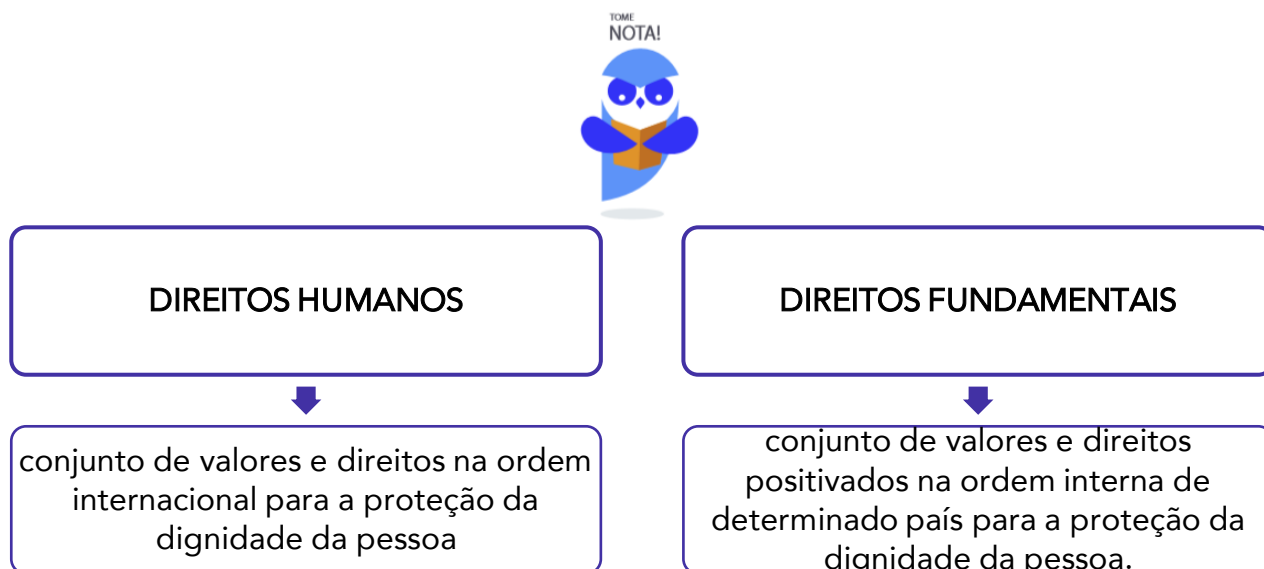 TOME
NOTA!
DIREITOS HUMANOS
conjunto de valores e direitos na ordem
internacional para a proteção da
dignidade da pessoa
DIREITOS FUNDAMENTAIS
conjunto de valores e direitos
positivados na ordem interna de
determinado país para a proteção da
dignidade da pessoa.